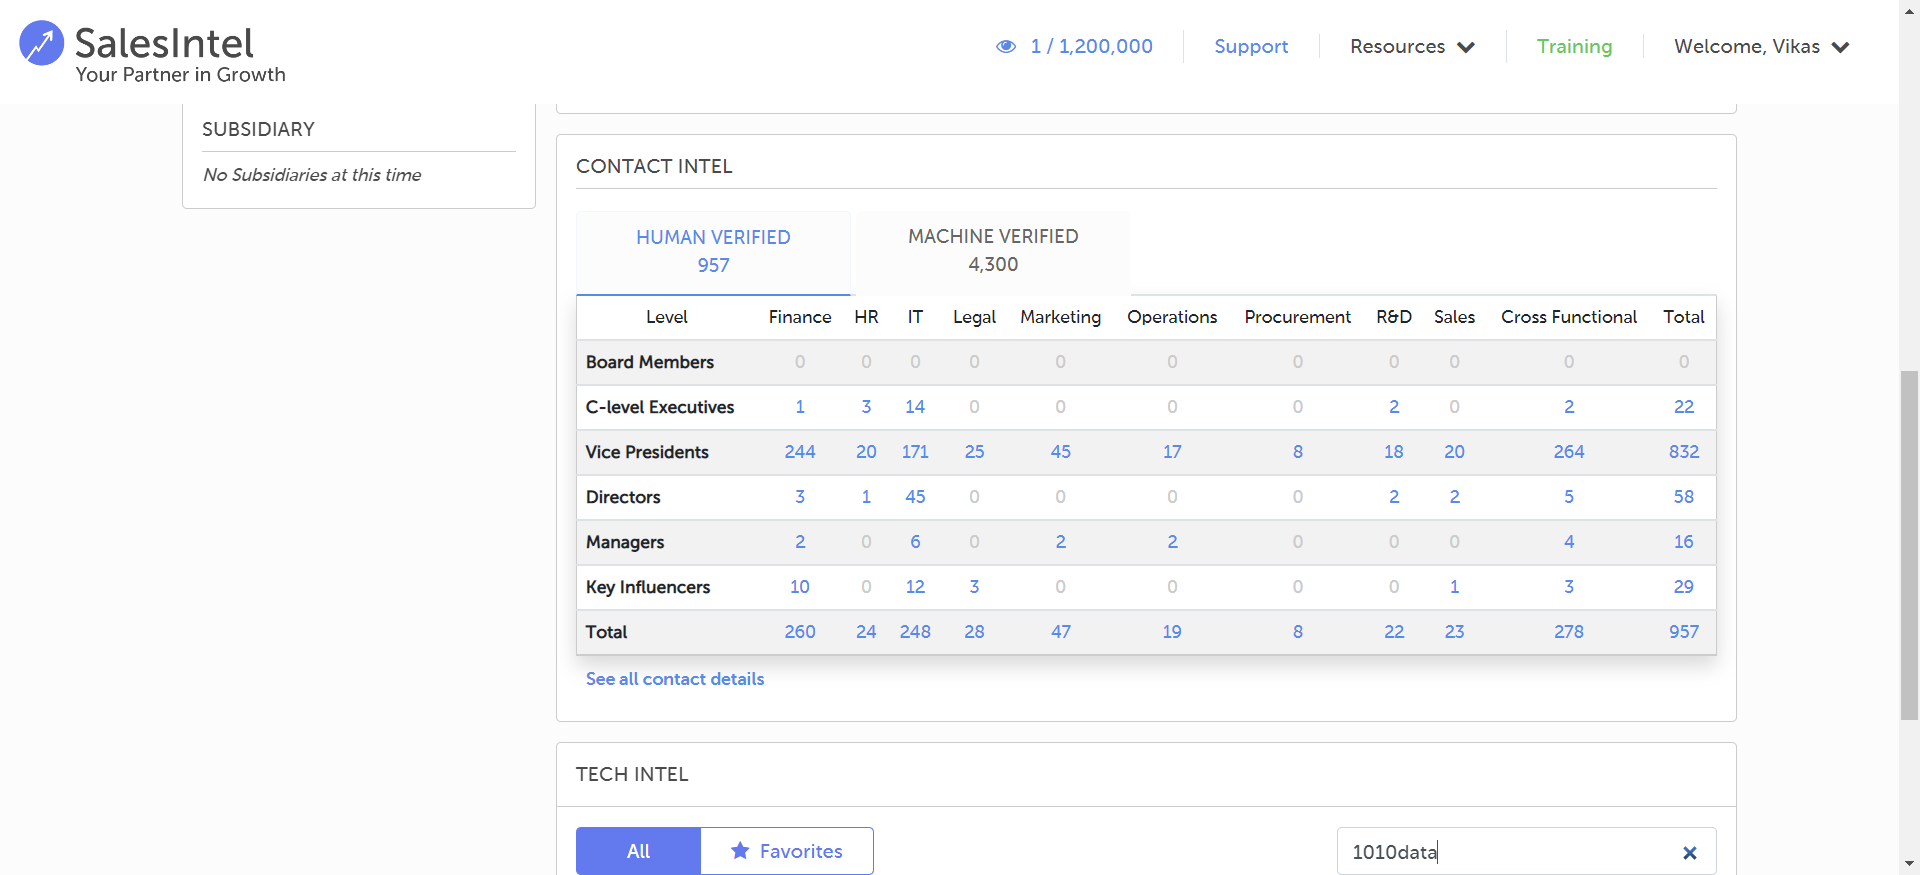 SalesIntel
Your Partner in Growth
1 / 1,200,000
Support
Resources
Training
Welcome, Vikas
SUBSIDIARY
No Subsidiaries at this time
CONTACT INTEL
HUMAN VERIFIED
957
MACHINE VERIFIED
4,300
Level Finance HR IT Legal Marketing Operations Procurement R&D Sales Cross Functional Total
Board Members 0 0 0 0 0 0 0 0 0 0 0
C-level Executives 1 3 14 0 0 0 0 2 0 2 22
Vice Presidents 244 20 171 25 45 17 8 18 20 264 832
Directors 3 1 45 0 0 0 0 2 2 5 58
Managers 2 0 6 0 2 2 0 0 0 4 16
Key Influencers 10 0 12 3 0 0 0 0 1 3 29
Total 260 24 248 28 47 19 8 22 23 278 957
See all contact details
TECH INTEL
All
Favorites
1010data